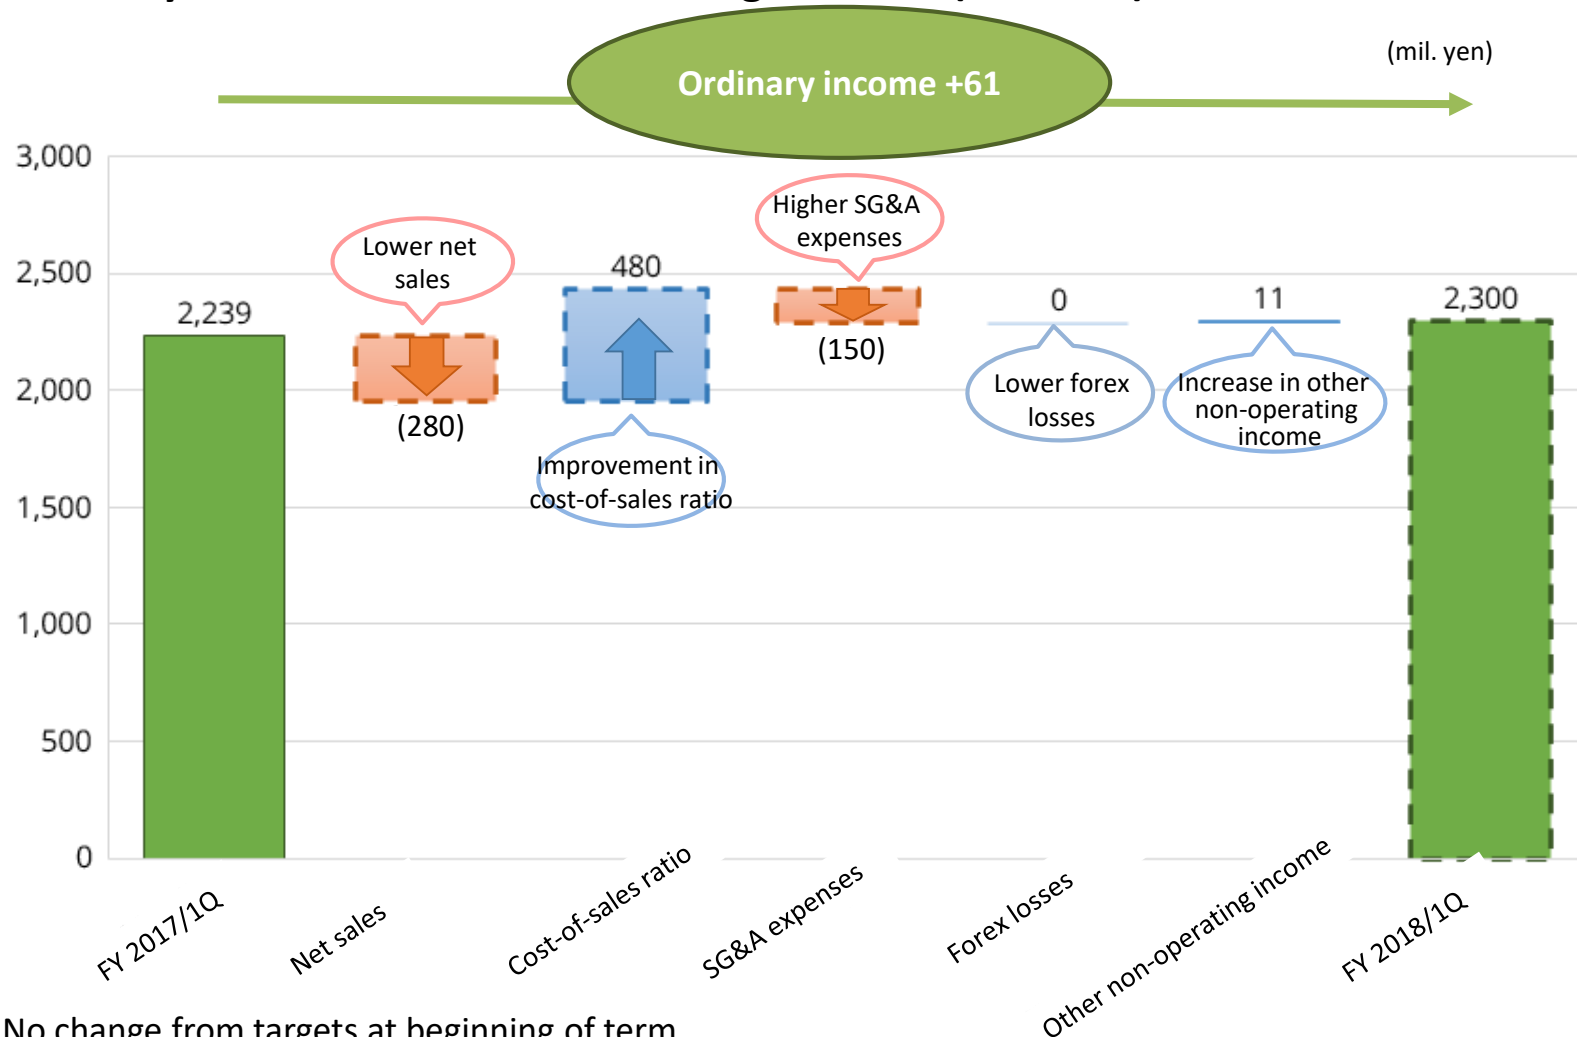 (mil. yen)
Ordinary income +61
3,000
2,500
2,000
1,500
1,000
500
0
2,239
Lower net
sales
(280)
480
Improvement in
cost-of-sales ratio
Higher SG&A
expenses
(150)
0
Lower forex
losses
11
Increase in other
non-operating
income
2,300
FY 2017/1Q
Net sales
Cost-of-sales ratio
SG&A expenses
Forex losses
Other non-operating income
FY 2018/1Q
No change from targets at beginning of term